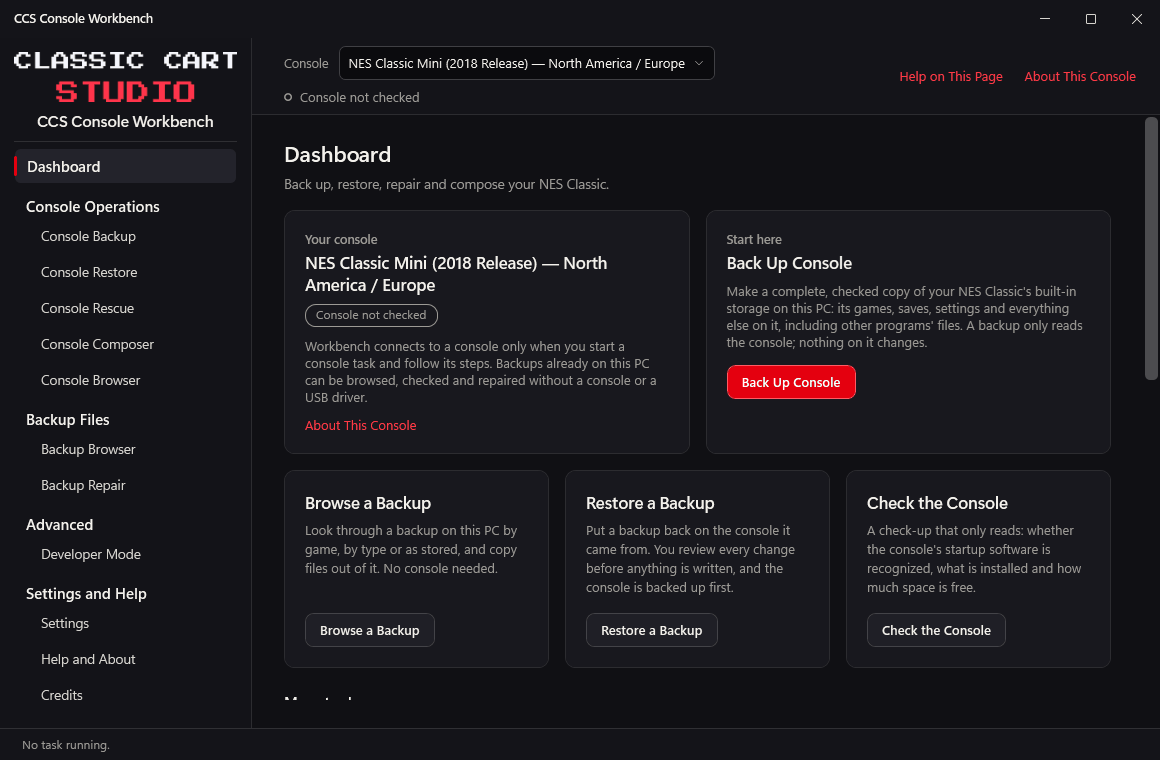 CCS Console Workbench
CLASSIC CART
STUDIO
CCS Console Workbench
Dashboard
Console Operations
Console Backup
Console Restore
Console Rescue
Console Composer
Console Browser
Backup Files
Backup Browser
Backup Repair
Advanced
Developer Mode
Settings and Help
Settings
Help and About
Credits
Console
NES Classic Mini (2018 Release) — North America / Europe
Console not checked
Help on This Page
About This Console
Dashboard
Back up, restore, repair and compose your NES Classic.
Your console
NES Classic Mini (2018 Release) — North
America / Europe
Console not checked
Workbench connects to a console only when you start a
console task and follow its steps. Backups already on this PC
can be browsed, checked and repaired without a console or a
USB driver.
About This Console
Start here
Back Up Console
Make a complete, checked copy of your NES Classic's built-in
storage on this PC: its games, saves, settings and everything
else on it, including other programs' files. A backup only reads
the console; nothing on it changes.
Back Up Console
Browse a Backup
Look through a backup on this PC by
game, by type or as stored, and copy
files out of it. No console needed.
Browse a Backup
Restore a Backup
Put a backup back on the console it
came from. You review every change
before anything is written, and the
console is backed up first.
Restore a Backup
Check the Console
A check-up that only reads: whether
the console's startup software is
recognized, what is installed and how
much space is free.
Check the Console
No task running.